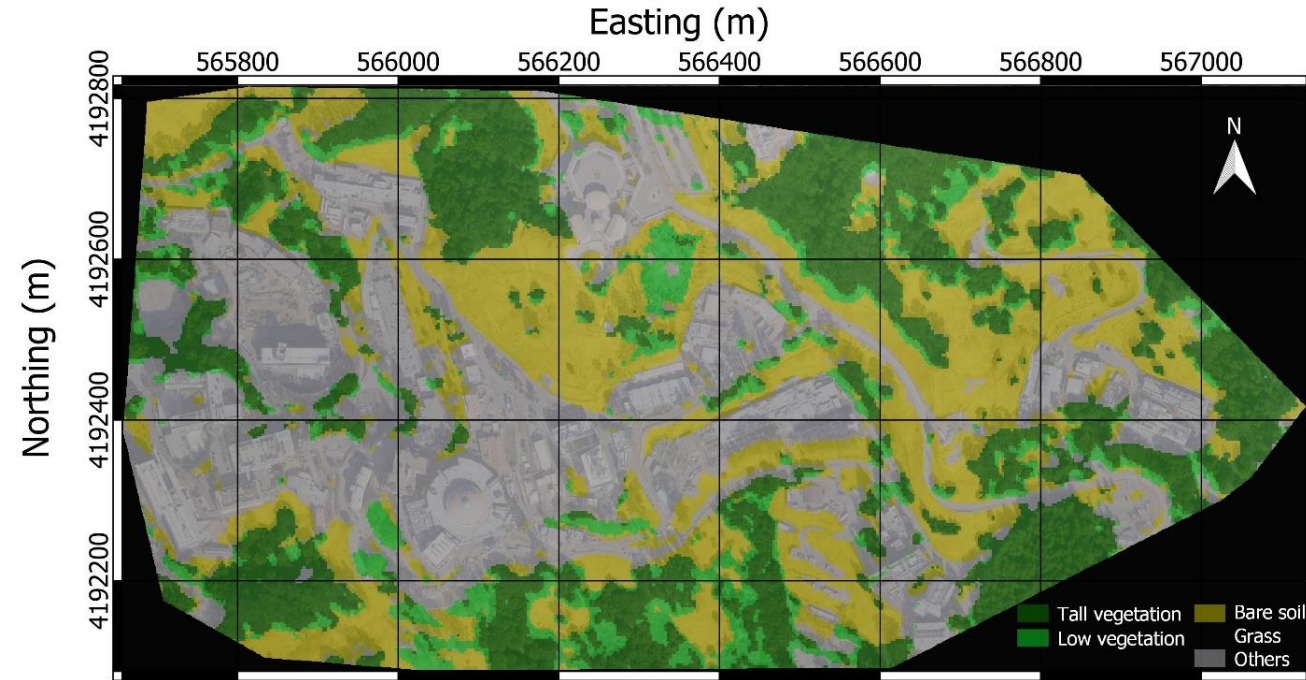 Easting (m)
565800 566000 566200 566400 566600 566800 567000
Northing (m)
4192800
4192600
4192400
4192200
N
Tall vegetation
Low vegetation
Bare soil
Grass
Others